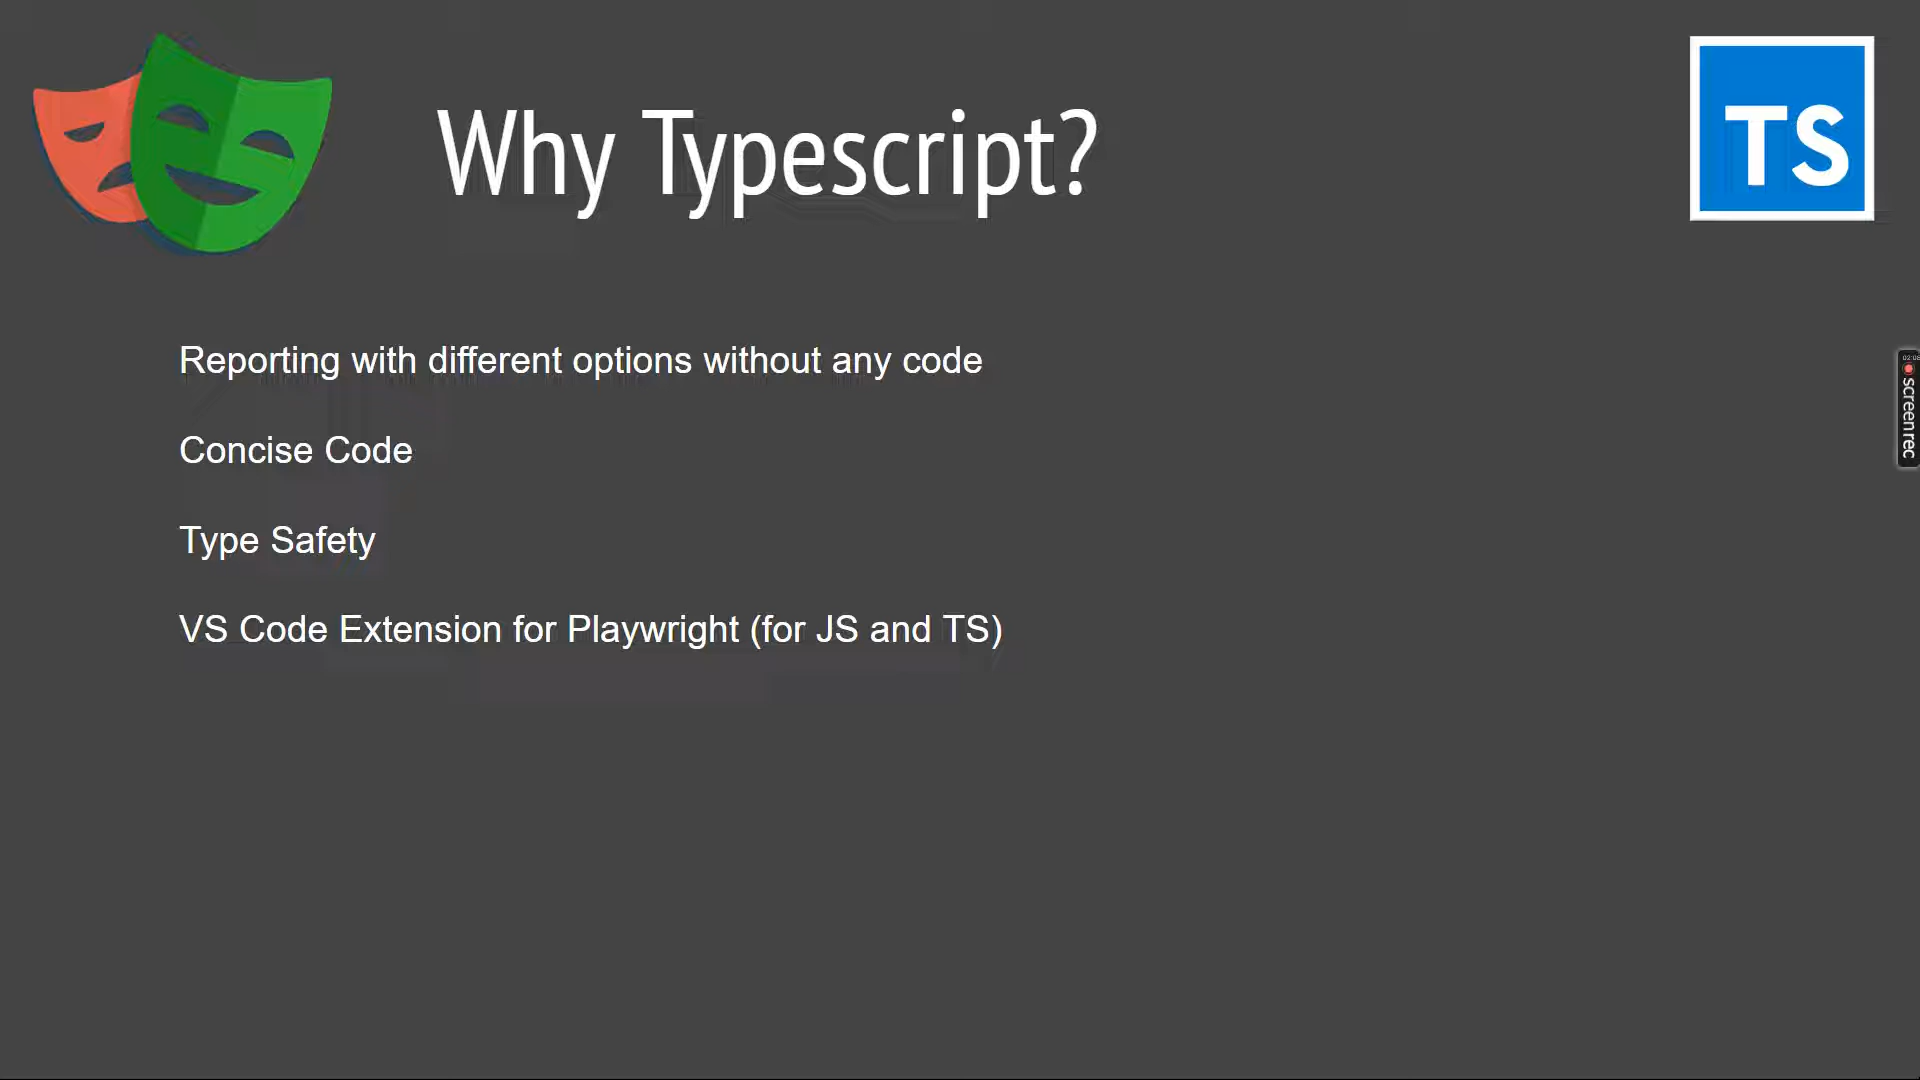 Why Typescript?
TS
Reporting with different options without any code
Concise Code
Type Safety
VS Code Extension for Playwright (for JS and TS)
screenrec